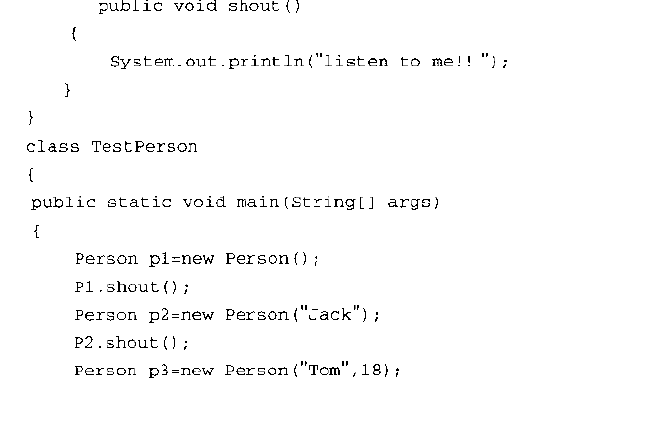 public void shout()
{
System.out.println("listen to me!! ");
}
}
class TestPerson
{
public static void main(String[] args)
{
Person p1=new Person();
P1.shout();
Person p2=new Person("Jack");
P2.shout();
Person p3=new Person("Tom",18);